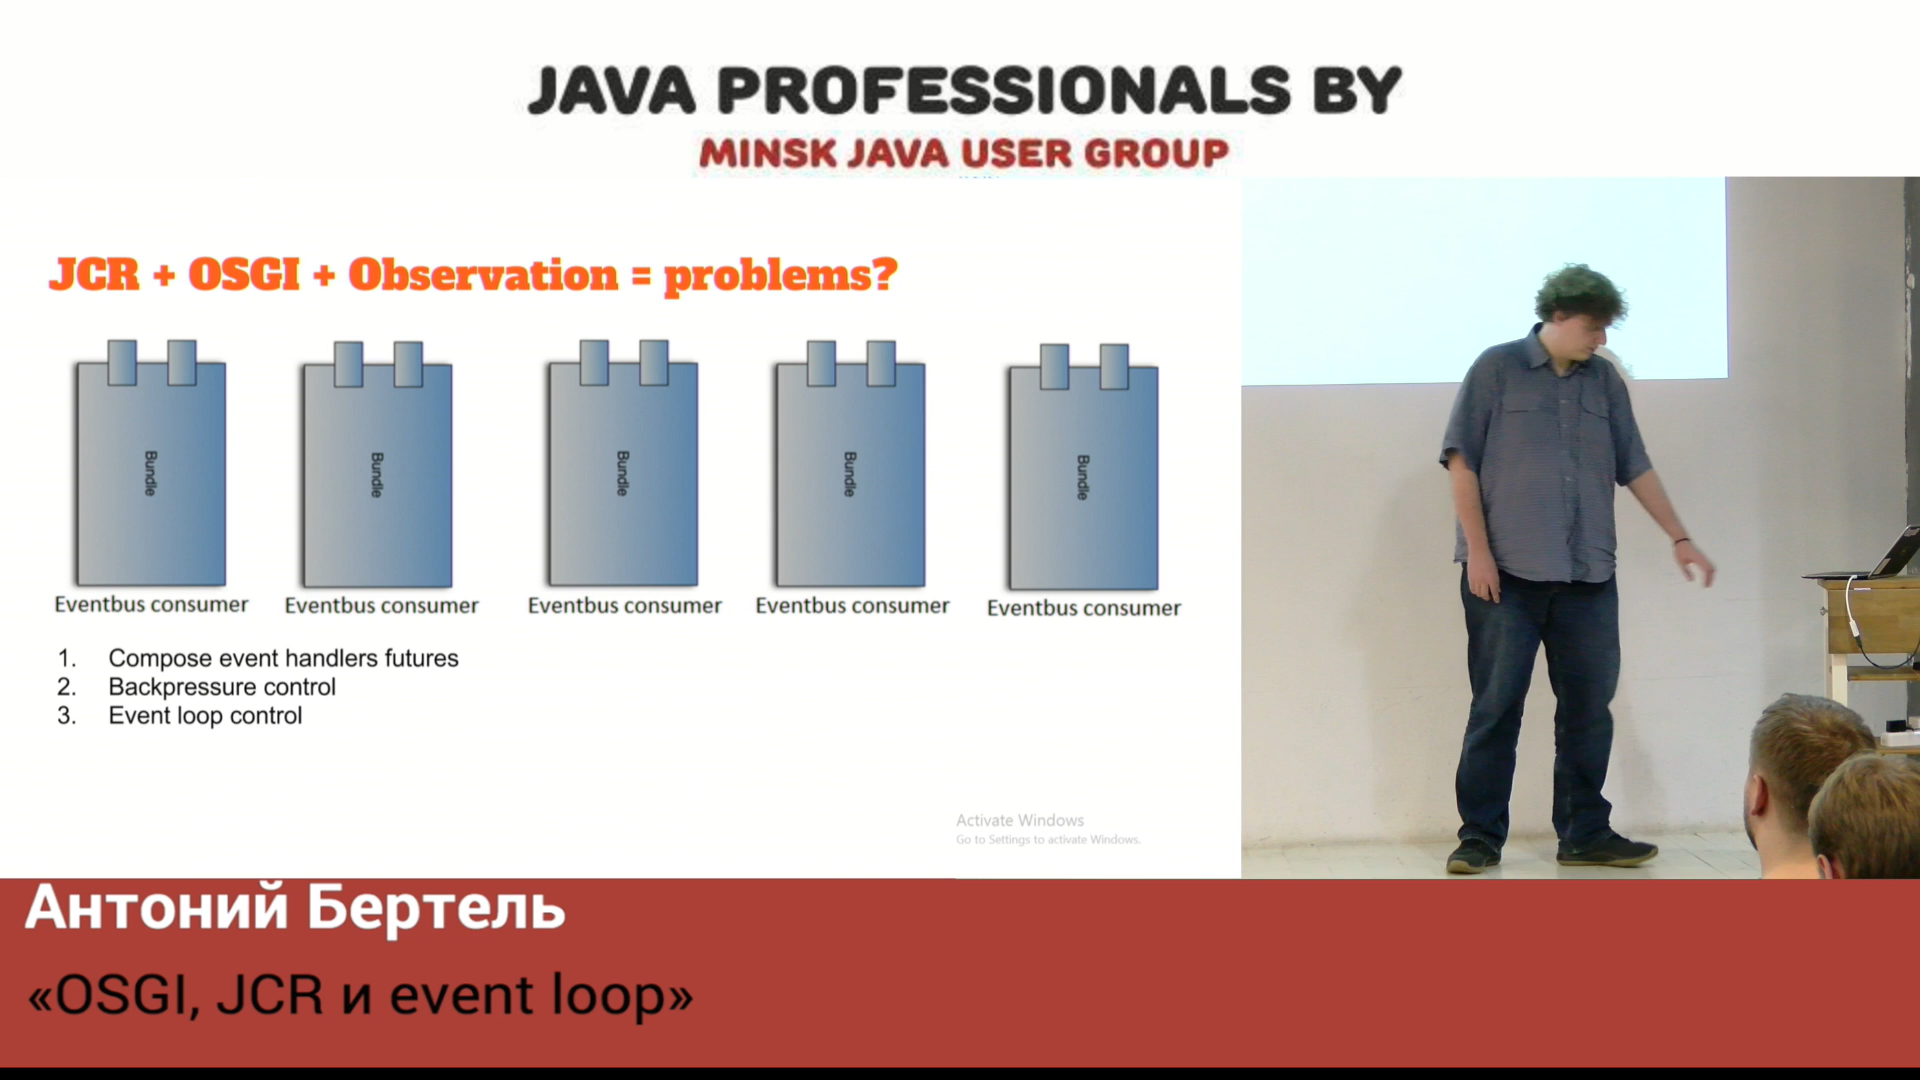 JAVA PROFESSIONALS BY
MINSK JAVA USER GROUP
JCR + OSGI + Observation = problems?
Bundle
Bundle
Bundle
Bundle
Bundle
Eventbus consumer
Eventbus consumer
Eventbus consumer
Eventbus consumer
Eventbus consumer
1. Compose event handlers futures
2. Backpressure control
3. Event loop control
Activate Windows
Go to Settings to activate Windows.
Антоний Бертель
«OSGI, JCR и event loop»